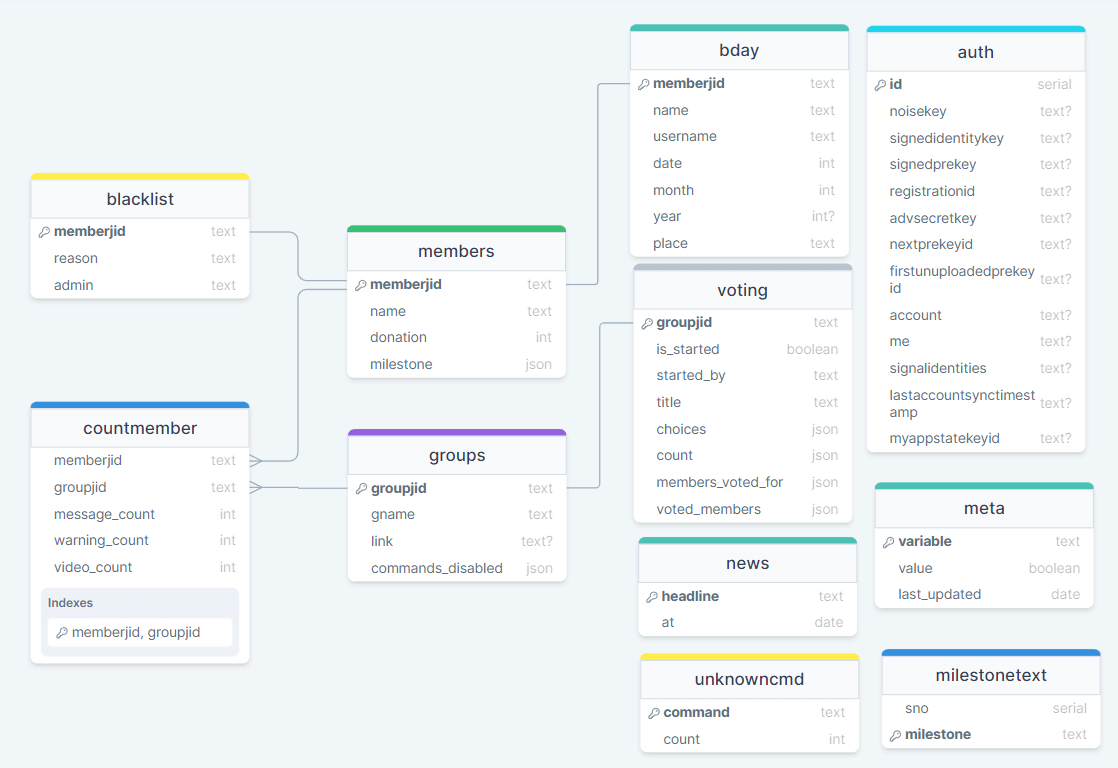 blacklist
memberjid text
reason text
admin text
countmember
memberjid text
groupjid text
message_count int
warning_count int
video_count int
Indexes
memberjid, groupjid
members
memberjid text
name text
donation int
milestone json
groups
groupjid text
gname text
link text?
commands_disabled json
bday
memberjid text
name text
username text
date int
month int
year int?
place text
voting
groupjid text
is_started boolean
started_by text
title text
choices json
count json
members_voted_for json
voted_members json
news
headline text
at date
unknowncmd
command text
count int
auth
id serial
noisekey text?
signedidentitykey text?
signedprekey text?
registrationid text?
advsecretkey text?
nextprekeyid text?
firstunuploadedprekey
id text?
account text?
me text?
signalidentities text?
lastaccountsynctimest
amp text?
myappstatekeyid text?
meta
variable text
value boolean
last_updated date
milestonetext
sno serial
milestone text